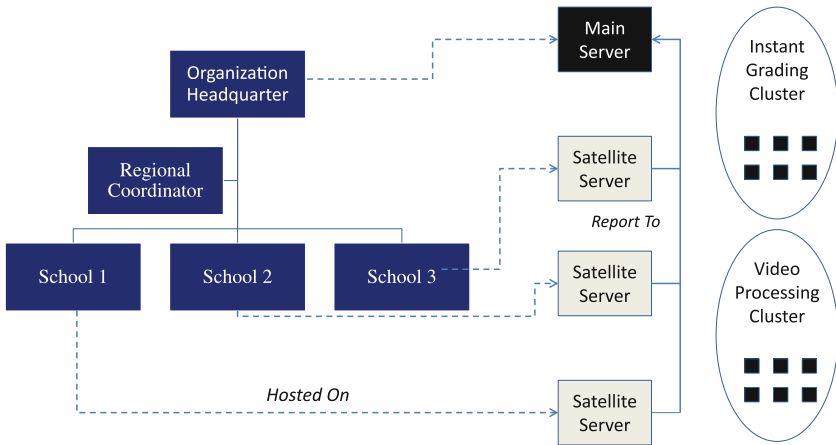 Main
Server
Instant
Grading
Cluster
Organization
Headquarter
Regional
Coordinator
Satellite
Server
Report To
School 1
School 2
School 3
Satellite
Server
Video
Processing
Cluster
Hosted On
Satellite
Server